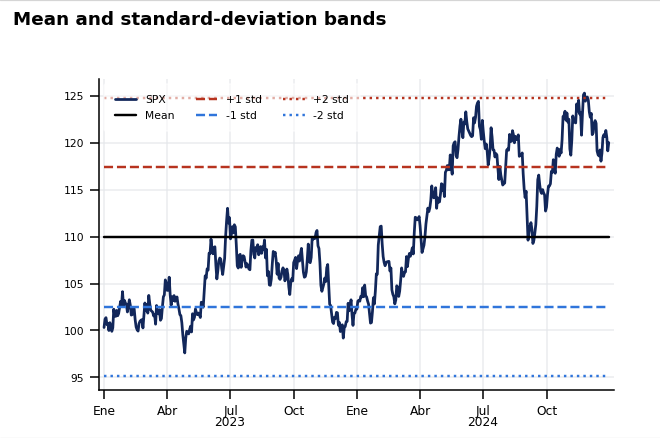 Mean and standard-deviation bands
SPX
Mean
+1 std
-1 std
+2 std
-2 std
125
120
115
110
105
100
95
Ene
Abr
Jul
2023
Oct
Ene
Abr
Jul
2024
Oct